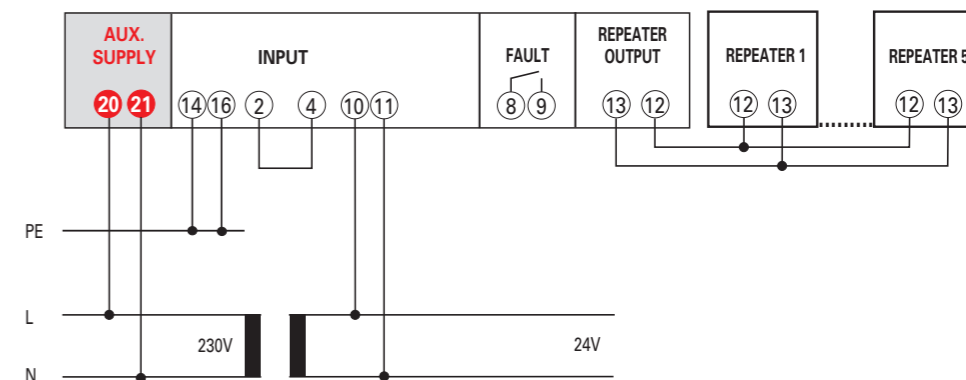 AUX.
SUPPLY
INPUT
FAULT
REPEATER
OUTPUT
REPEATER 1
REPEATER 5
20 21 14 16 2 4 10 11 8 9 13 12 12 13 12 13
PE
L
230V
24V
N